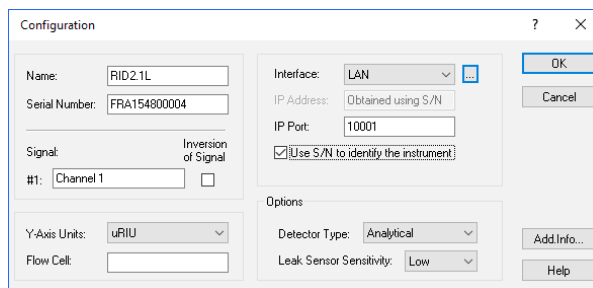 Configuration
?
Name: RID2.1L
Serial Number: FRA154800004
Signal: Inversion of Signal
#1: Channel 1
Y-Axis Units: uRIU
Flow Cell:
Interface: LAN ...
IP Address: Obtained using S/N
IP Port: 10001
Use S/N to identify the instrument
Options
Detector Type: Analytical
Leak Sensor Sensitivity: Low
OK
Cancel
Add.Info...
Help